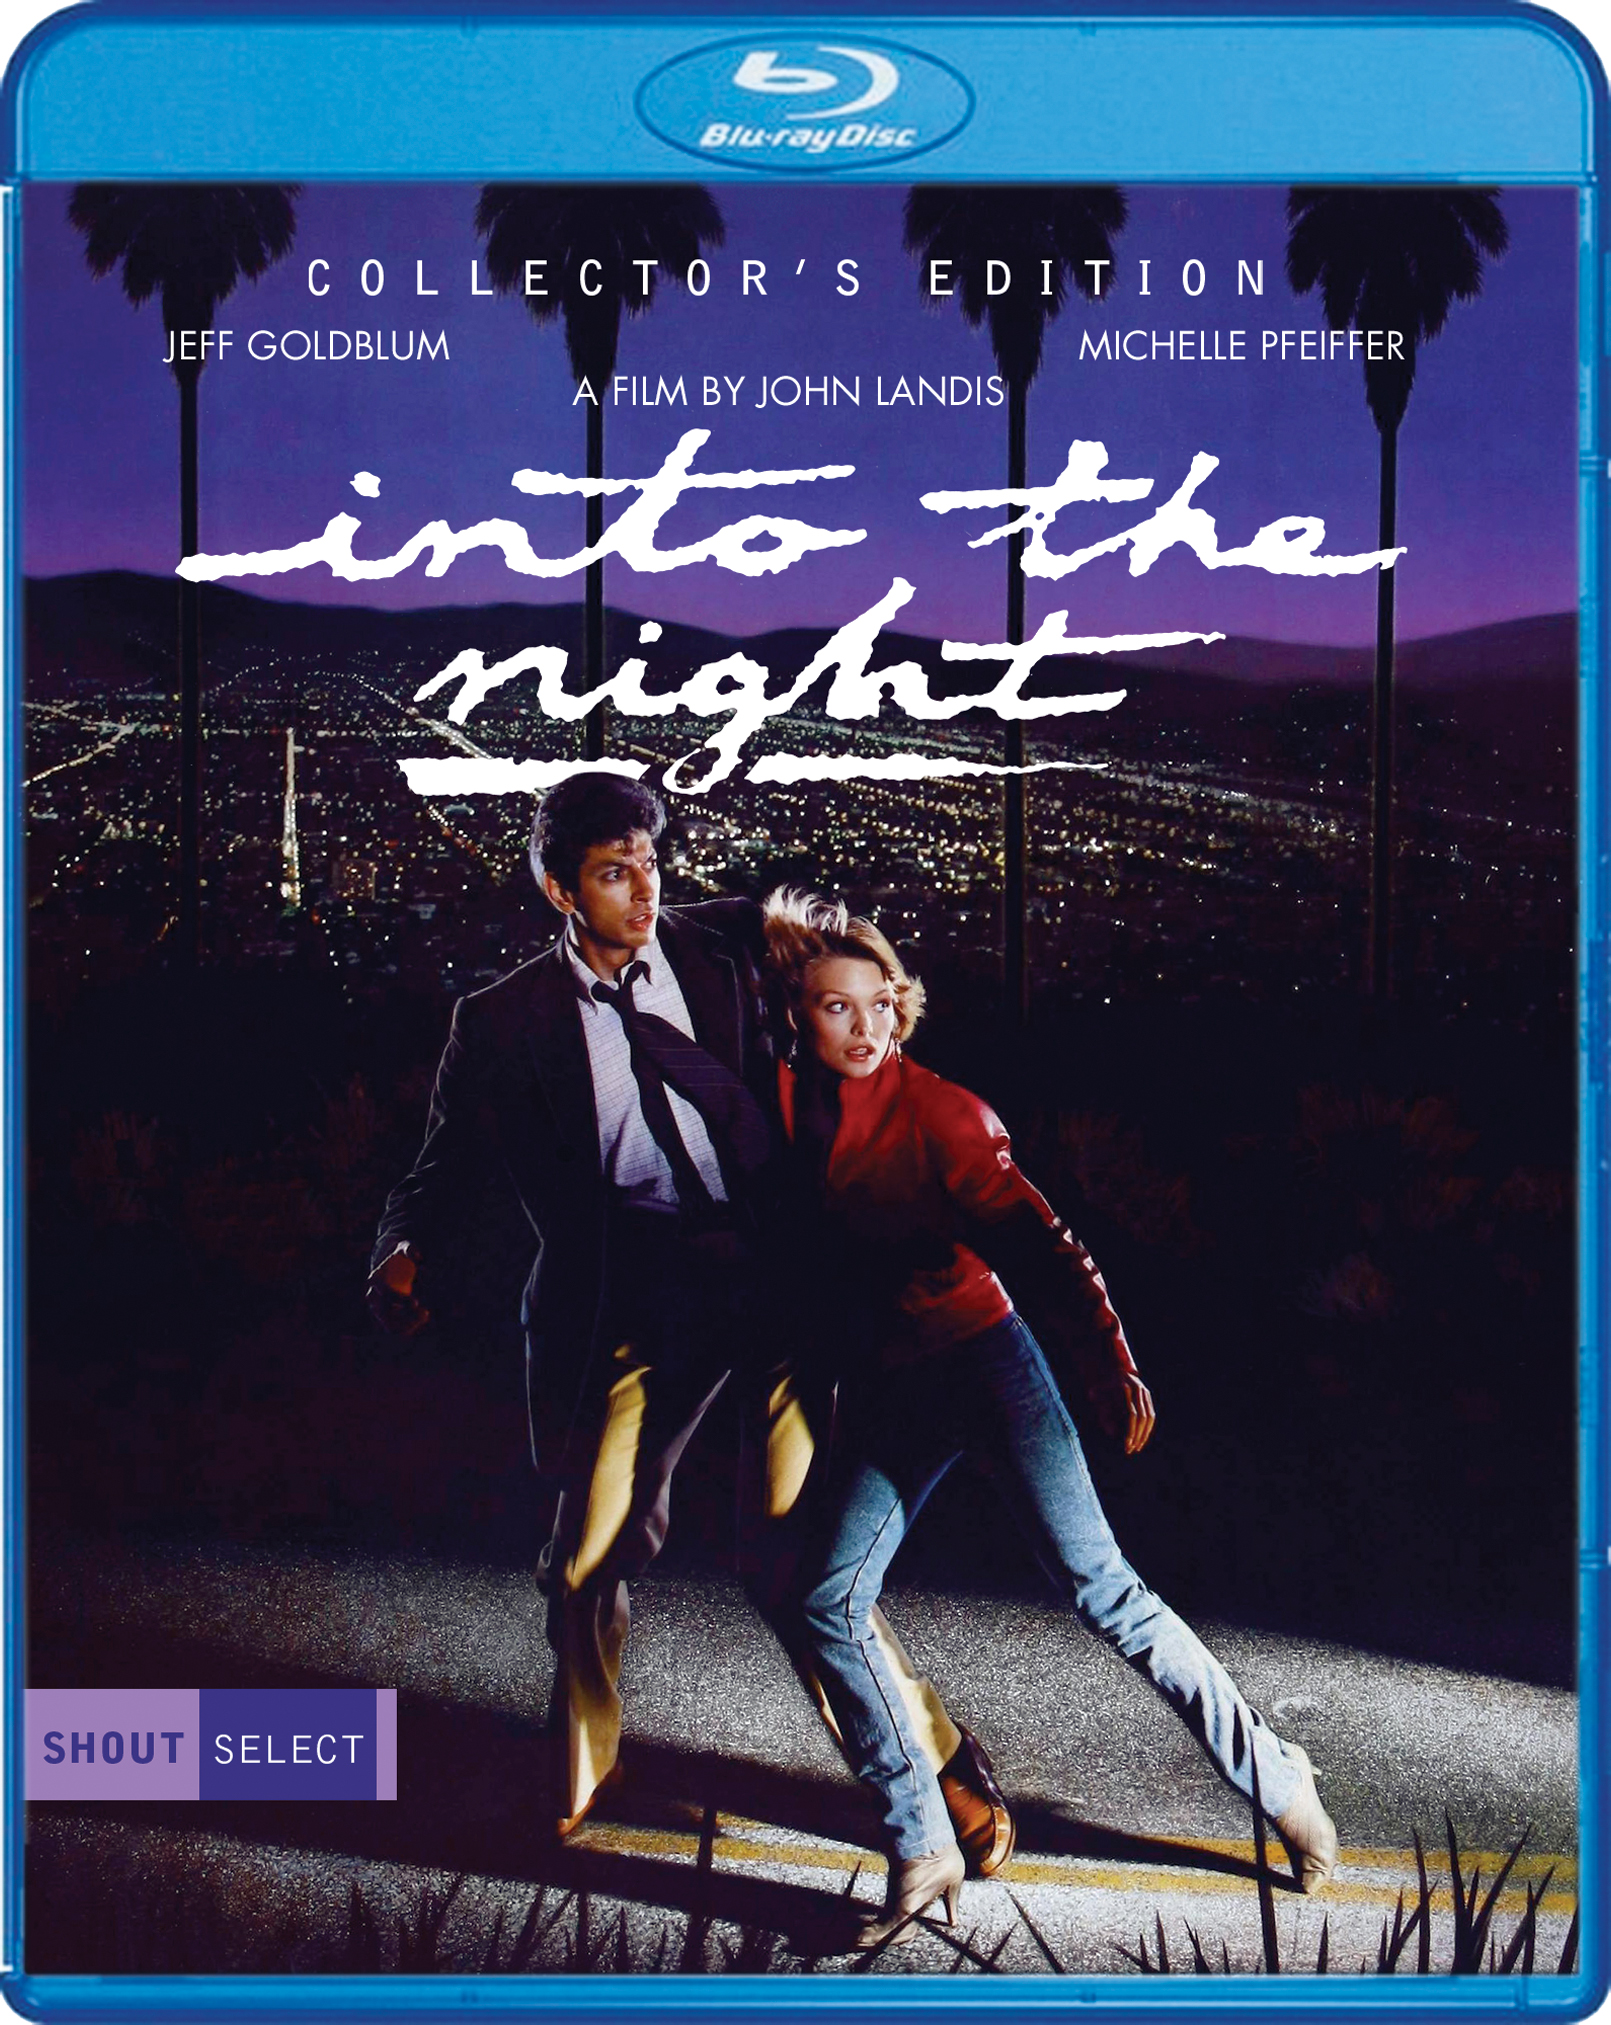 Blu-ray Disc
COLLECTOR'S EDITION
JEFF GOLDBLUM
MICHELLE PFEIFFER
A FILM BY JOHN LANDIS
into the
night
SHOUT SELECT